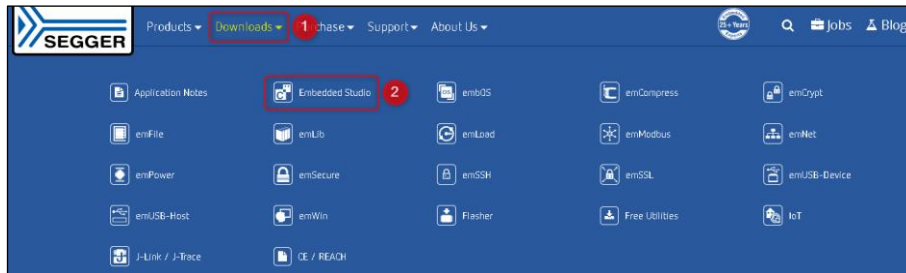 SEGGER
Products Downloads 1 chase Support About Us 25+ Years Jobs Blog
Application Notes Embedded Studio 2 embOS emCompress emCrypt
emFile emLib emLoad emModbus emNet
emPower emSecure emSSH emSSL emUSB-Device
emUSB-Host emWin Flasher Free Utilities IoT
J-Link / J-Trace CE / REACH